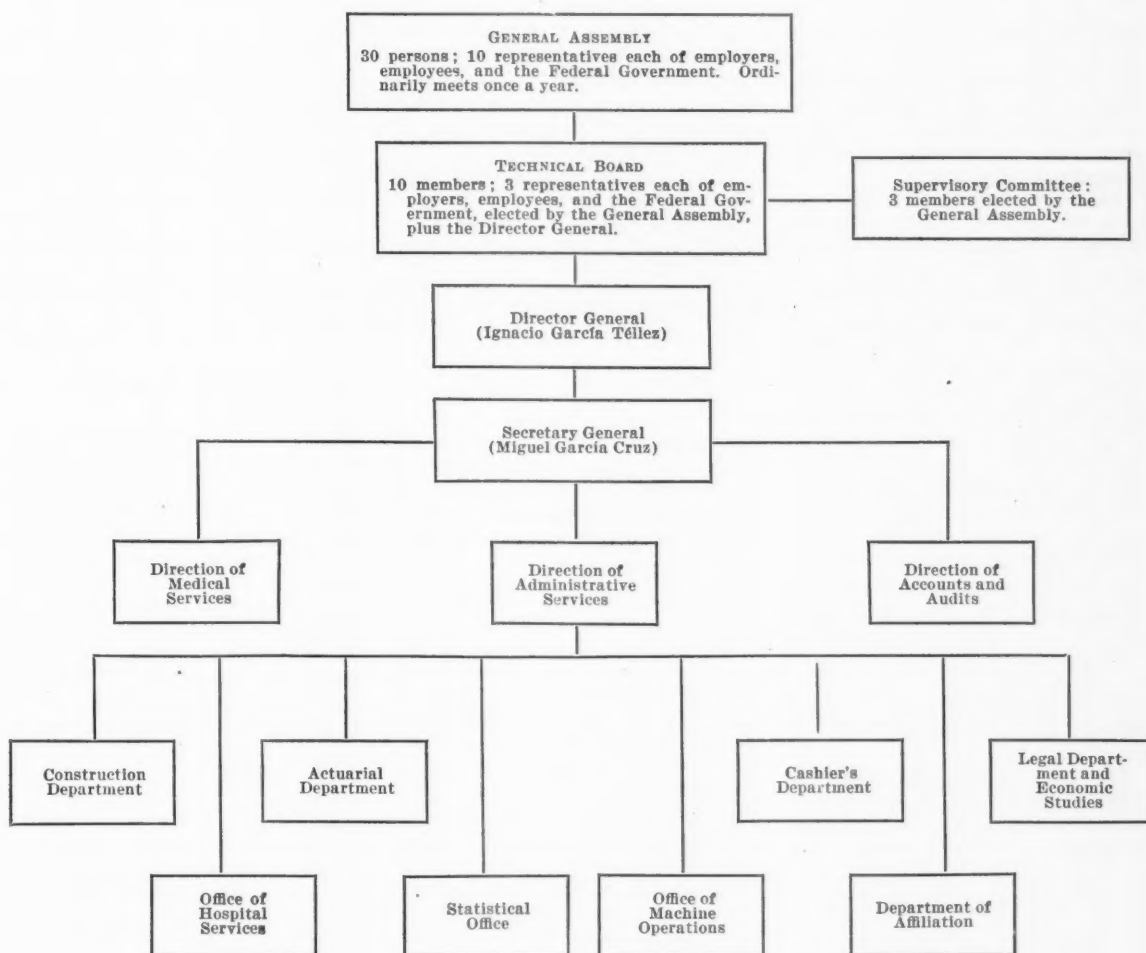 GENERAL ASSEMBLY
30 persons; 10 representatives each of employers,
employees, and the Federal Government. Ordi-
narily meets once a year.
TECHNICAL BOARD
10 members; 3 representatives each of em-
ployers, employees, and the Federal Gov-
ernment, elected by the General Assembly,
plus the Director General.
Supervisory Committee:
3 members elected by the
General Assembly.
Director General
(Ignacio García Téllez)
Secretary General
(Miguel García Cruz)
Direction of
Medical
Services
Direction of
Administrative
Services
Direction of
Accounts and
Audits
Construction
Department
Actuarial
Department
Cashier's
Department
Legal Depart-
ment and
Economic
Studies
Office of
Hospital
Services
Statistical
Office
Office of
Machine
Operations
Department of
Affiliation